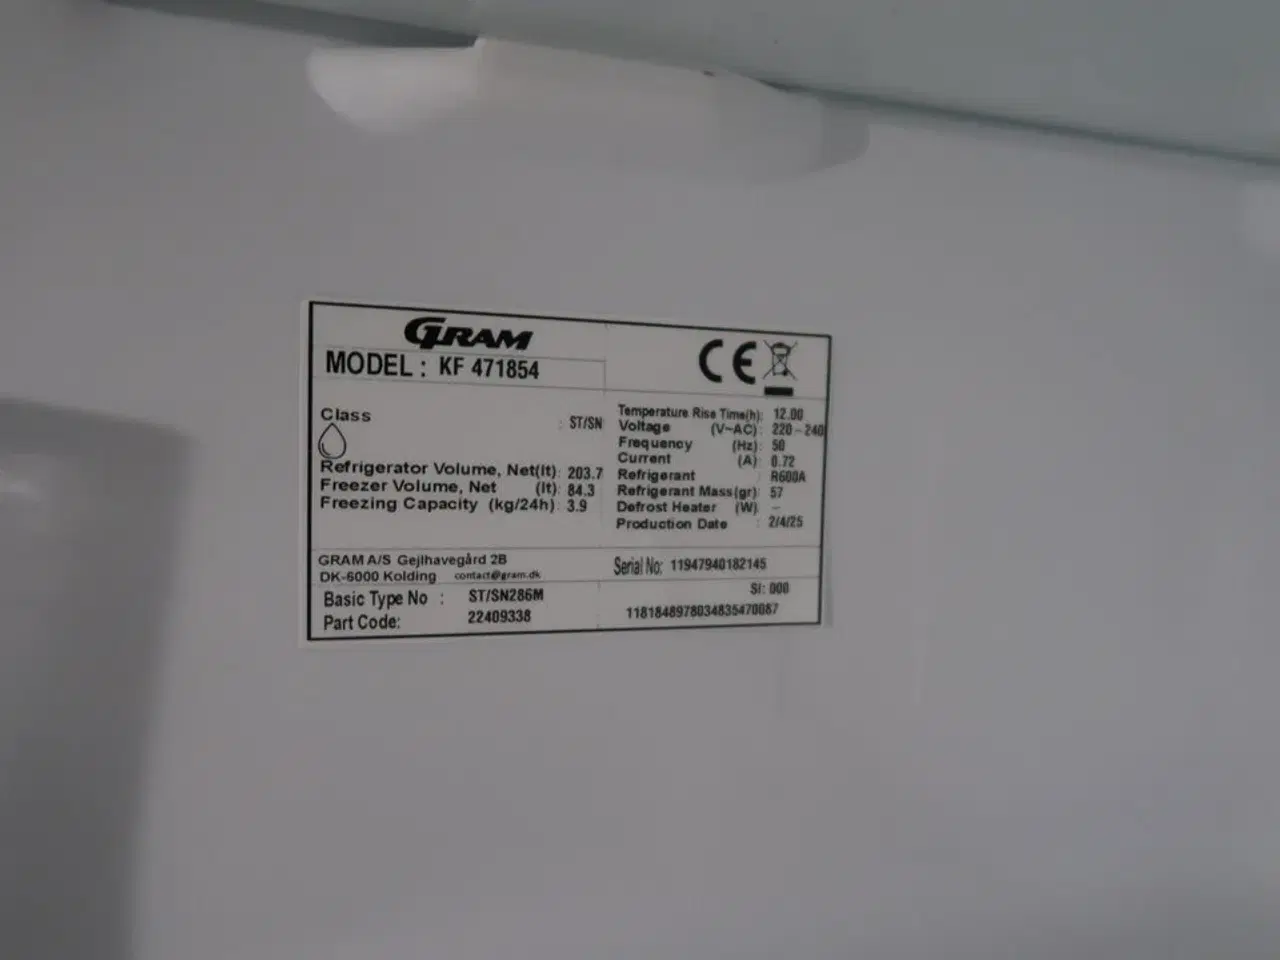 GRAM
MODEL : KF 471854
Class : ST/SN
Refrigerator Volume, Net(lt): 203.7
Freezer Volume, Net (lt): 84.3
Freezing Capacity (kg/24h): 3.9
CE
Temperature Rise Time(h): 12.00
Voltage (V~AC): 220-240
Frequency (Hz): 50
Current (A): 0.72
Refrigerant : R600A
Refrigerant Mass(gr): 57
Defrost Heater (W): -
Production Date : 2/4/25
GRAM A/S Gejlhavegård 2B
DK-6000 Kolding contact@gram.dk
Serial No: 11947940182145
Basic Type No : ST/SN286M
Part Code: 22409338
SI: 000
1181848978034835470087